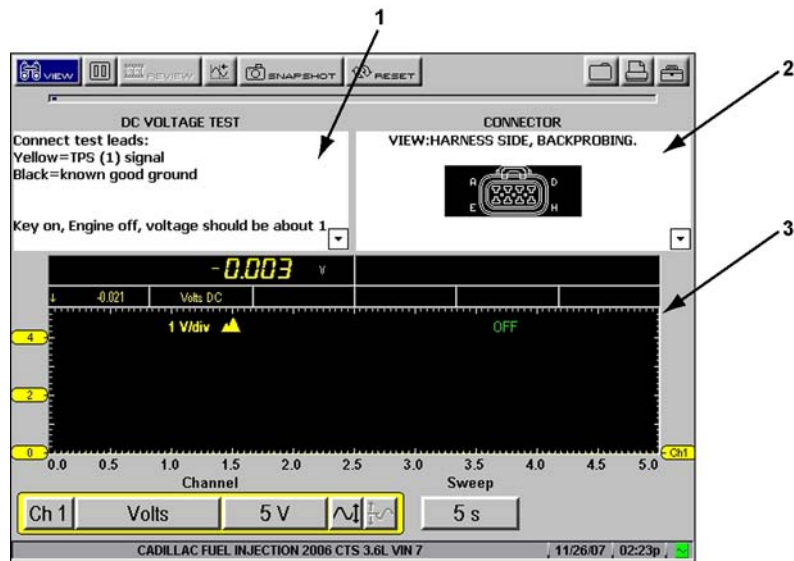 1
VIEW REVIEW SNAPSHOT RESET
2
DC VOLTAGE TEST
CONNECTOR
Connect test leads:
Yellow=TPS (1) signal
Black=known good ground
Key on, Engine off, voltage should be about 1
VIEW:HARNESS SIDE, BACKPROBING.
A D
E H
3
-0.003 V
↓ -0.021 Volts DC
1 V/div OFF
4
2
0 Ch1
0.0 0.5 1.0 1.5 2.0 2.5 3.0 3.5 4.0 4.5 5.0
Channel Sweep
Ch 1 Volts 5 V 5 s
CADILLAC FUEL INJECTION 2006 CTS 3.6L VIN 7 11/26/07 02:23p